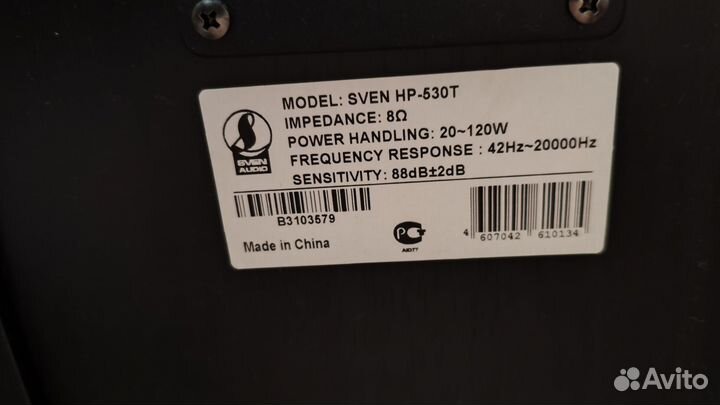 MODEL: SVEN HP-530T
IMPEDANCE: 8Ω
POWER HANDLING: 20~120W
FREQUENCY RESPONSE : 42Hz~20000Hz
SENSITIVITY: 88dB±2dB
SVEN
AUDIO
B3103579
Made in China
4 607042 610134
Avito